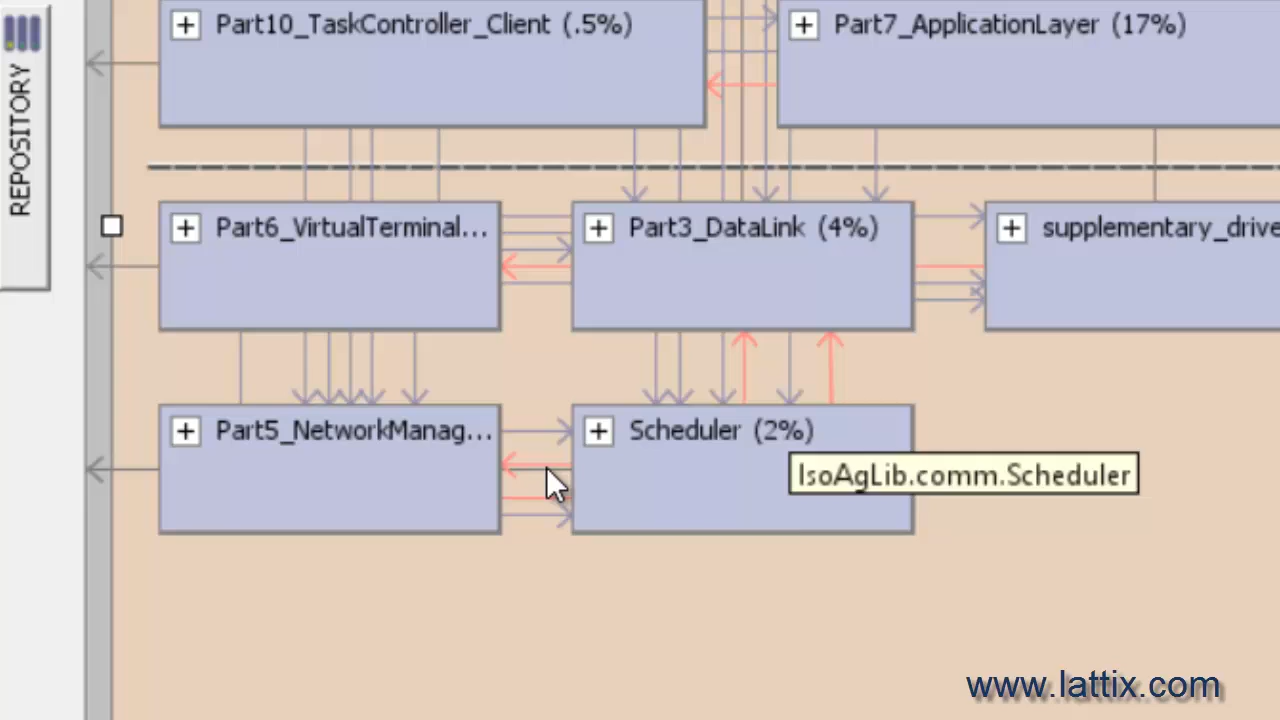 REPOSITORY
Part10_TaskController_Client (.5%)
Part7_ApplicationLayer (17%)
Part6_VirtualTerminal...
Part3_DataLink (4%)
supplementary_drive
Part5_NetworkManag...
Scheduler (2%)
IsoAgLib.comm.Scheduler
www.lattix.com